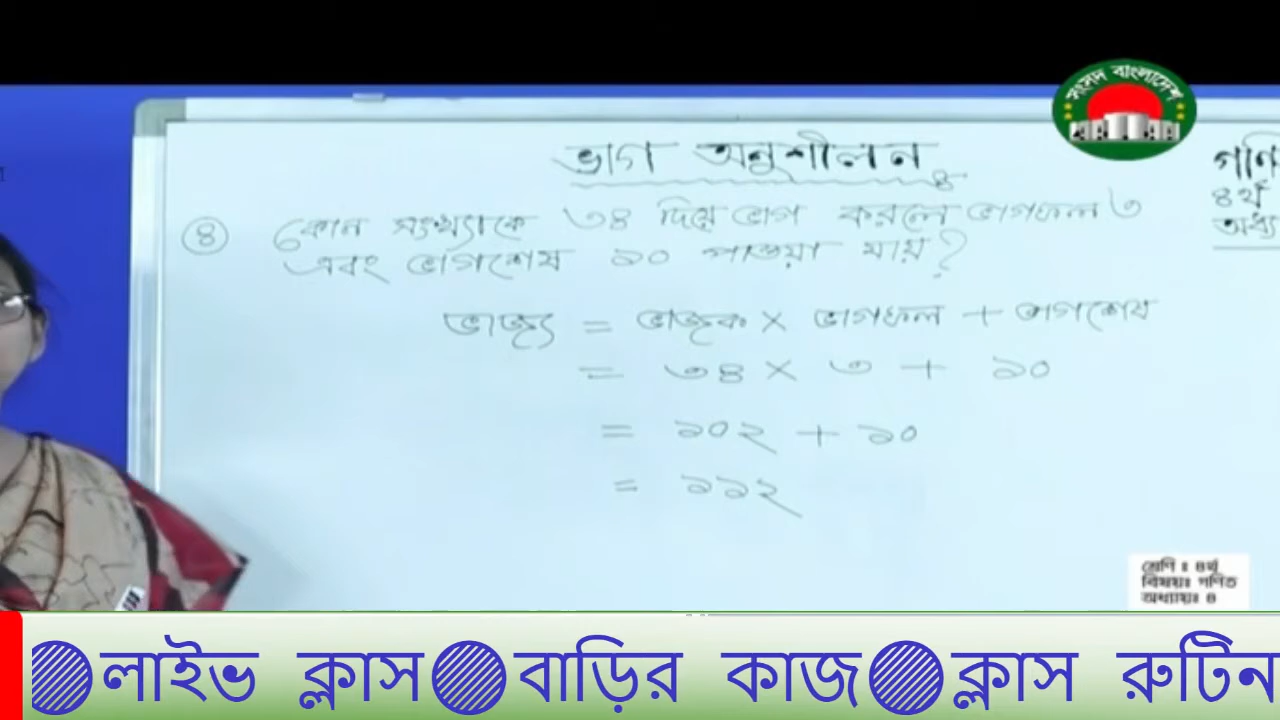 সংসদ বাংলাদেশ
ভাগ অনুশীলন
গণি
৪র্থ
অধ্যা
৪ কোন সংখ্যাকে ৩৪ দিয়ে ভাগ করলে ভাগফল ৩
এবং ভাগশেষ ১০ পাওয়া যায়?
ভাজ্য = ভাজক × ভাগফল + ভাগশেষ
= ৩৪ × ৩ + ১০
= ১০২ + ১০
= ১১২
শ্রেণি ঃ ৪র্থ
বিষয়ঃ গণিত
অধ্যায়ঃ ৪
লাইভ ক্লাস বাড়ির কাজ ক্লাস রুটিন